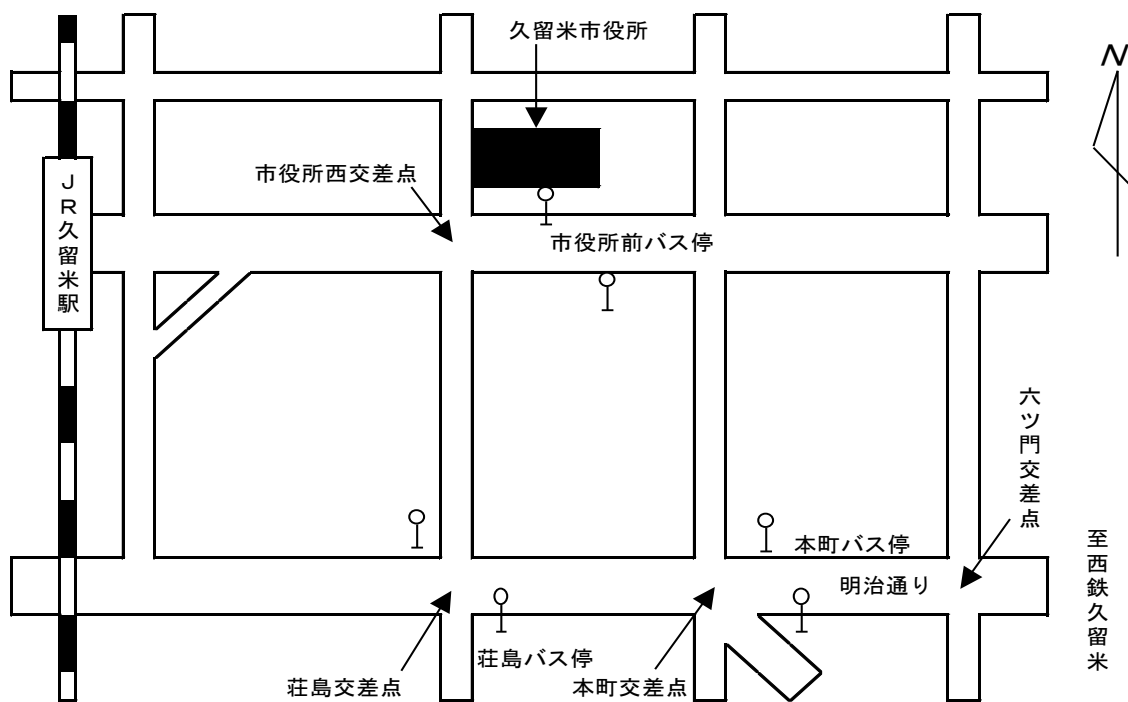 久留米市役所
N
市役所西交差点
JR久留米駅
市役所前バス停
六ツ門交差点
本町バス停
至西鉄久留米
明治通り
荘島バス停
荘島交差点
本町交差点